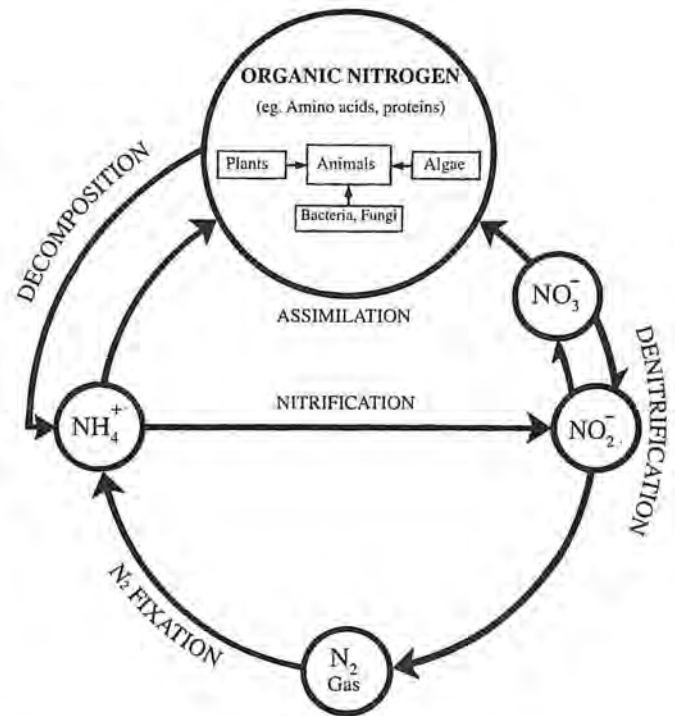 ORGANIC NITROGEN
(eg. Amino acids, proteins)
Plants
Animals
Algae
Bacteria, Fungi
DECOMPOSITION
ASSIMILATION
NO₃⁻
DENITRIFICATION
NH₄⁺
NITRIFICATION
NO₂⁻
N₂ FIXATION
N₂
Gas